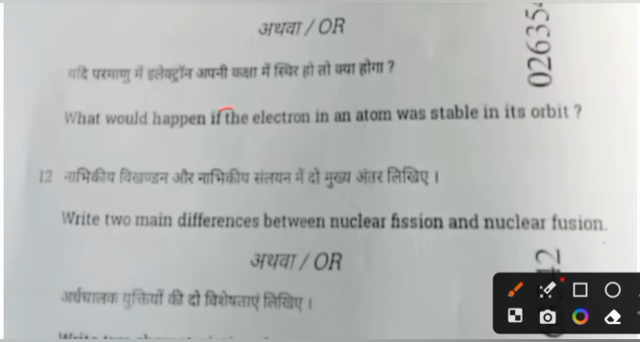 अथवा / OR
02635
यदि परमाणु में इलेक्ट्रॉन अपनी कक्षा में स्थिर हो तो क्या होगा ?
What would happen if the electron in an atom was stable in its orbit ?
12 नाभिकीय विखण्डन और नाभिकीय संलयन में दो मुख्य अंतर लिखिए ।
Write two main differences between nuclear fission and nuclear fusion.
अथवा / OR
अर्धचालक युक्तियों की दो विशेषताएं लिखिए ।